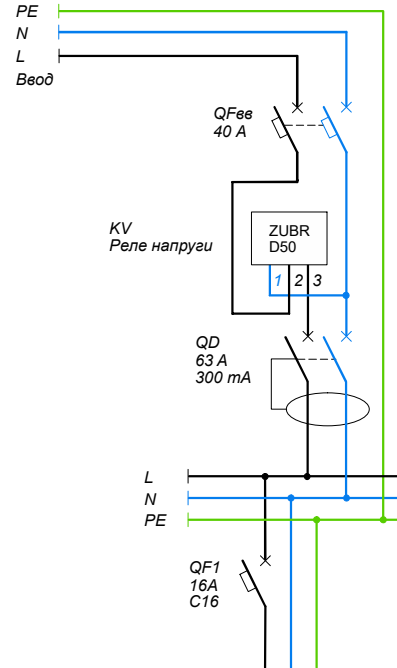 PE
N
L
Ввод
QFвв
40 A
KV
Реле напруги
ZUBR
D50
1 2 3
QD
63 A
300 mA
L
N
PE
QF1
16A
C16